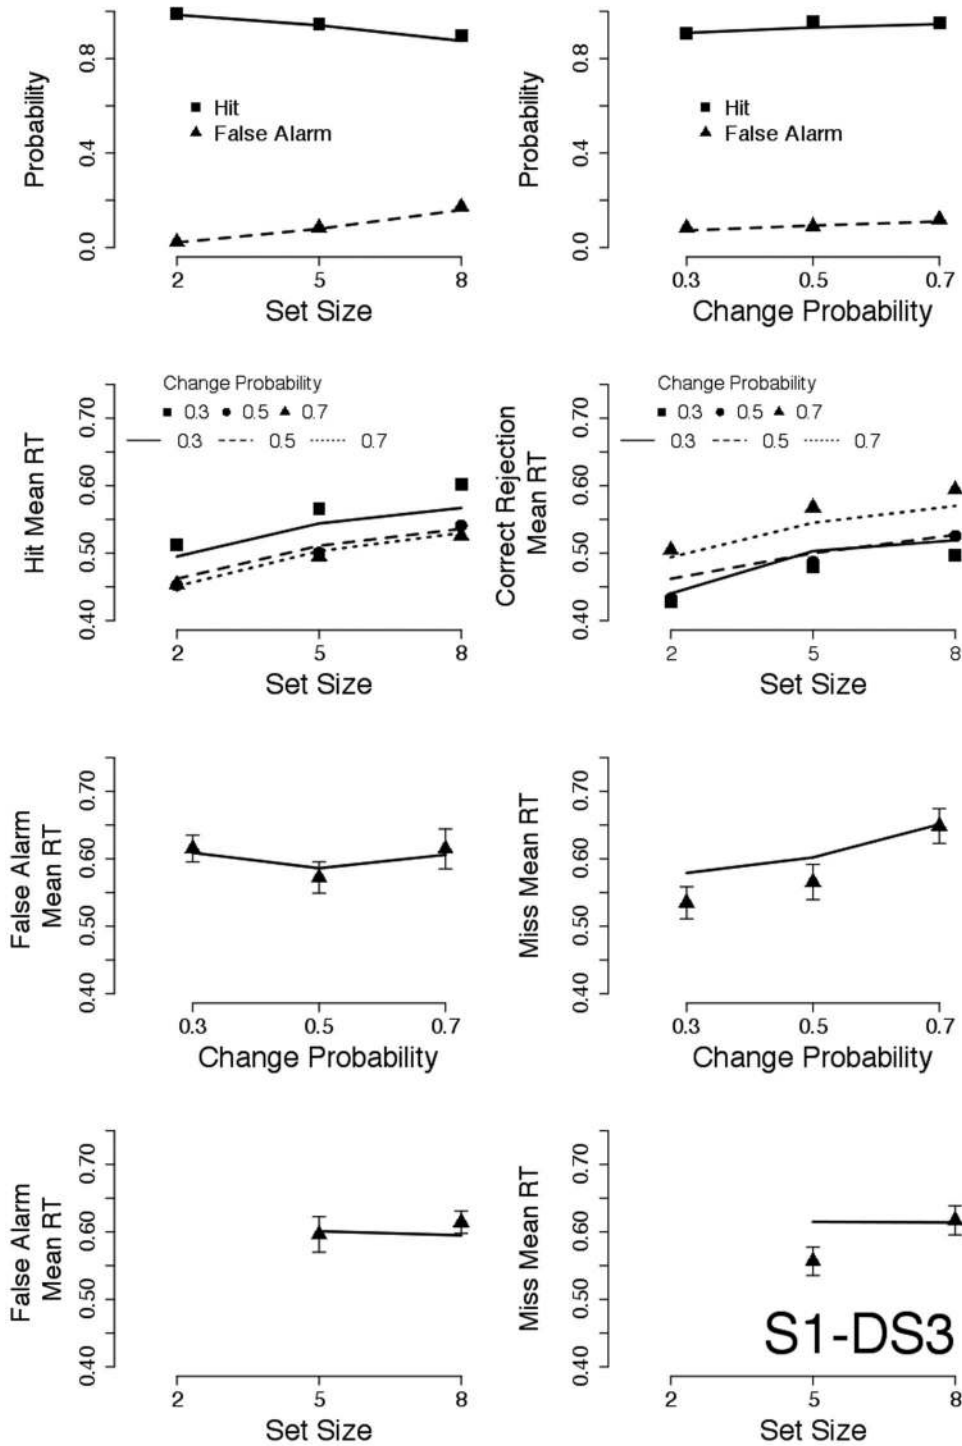 Probability
0.0 0.4 0.8
Hit
False Alarm
2 5 8
Set Size
Probability
0.0 0.4 0.8
Hit
False Alarm
0.3 0.5 0.7
Change Probability
Hit Mean RT
0.40 0.50 0.60 0.70
Change Probability
0.3 0.5 0.7
0.3 0.5 0.7
2 5 8
Set Size
Correct Rejection
Mean RT
0.40 0.50 0.60 0.70
Change Probability
0.3 0.5 0.7
0.3 0.5 0.7
2 5 8
Set Size
False Alarm
Mean RT
0.40 0.50 0.60 0.70
0.3 0.5 0.7
Change Probability
Miss Mean RT
0.40 0.50 0.60 0.70
0.3 0.5 0.7
Change Probability
False Alarm
Mean RT
0.40 0.50 0.60 0.70
2 5 8
Set Size
Miss Mean RT
0.40 0.50 0.60 0.70
S1-DS3
2 5 8
Set Size